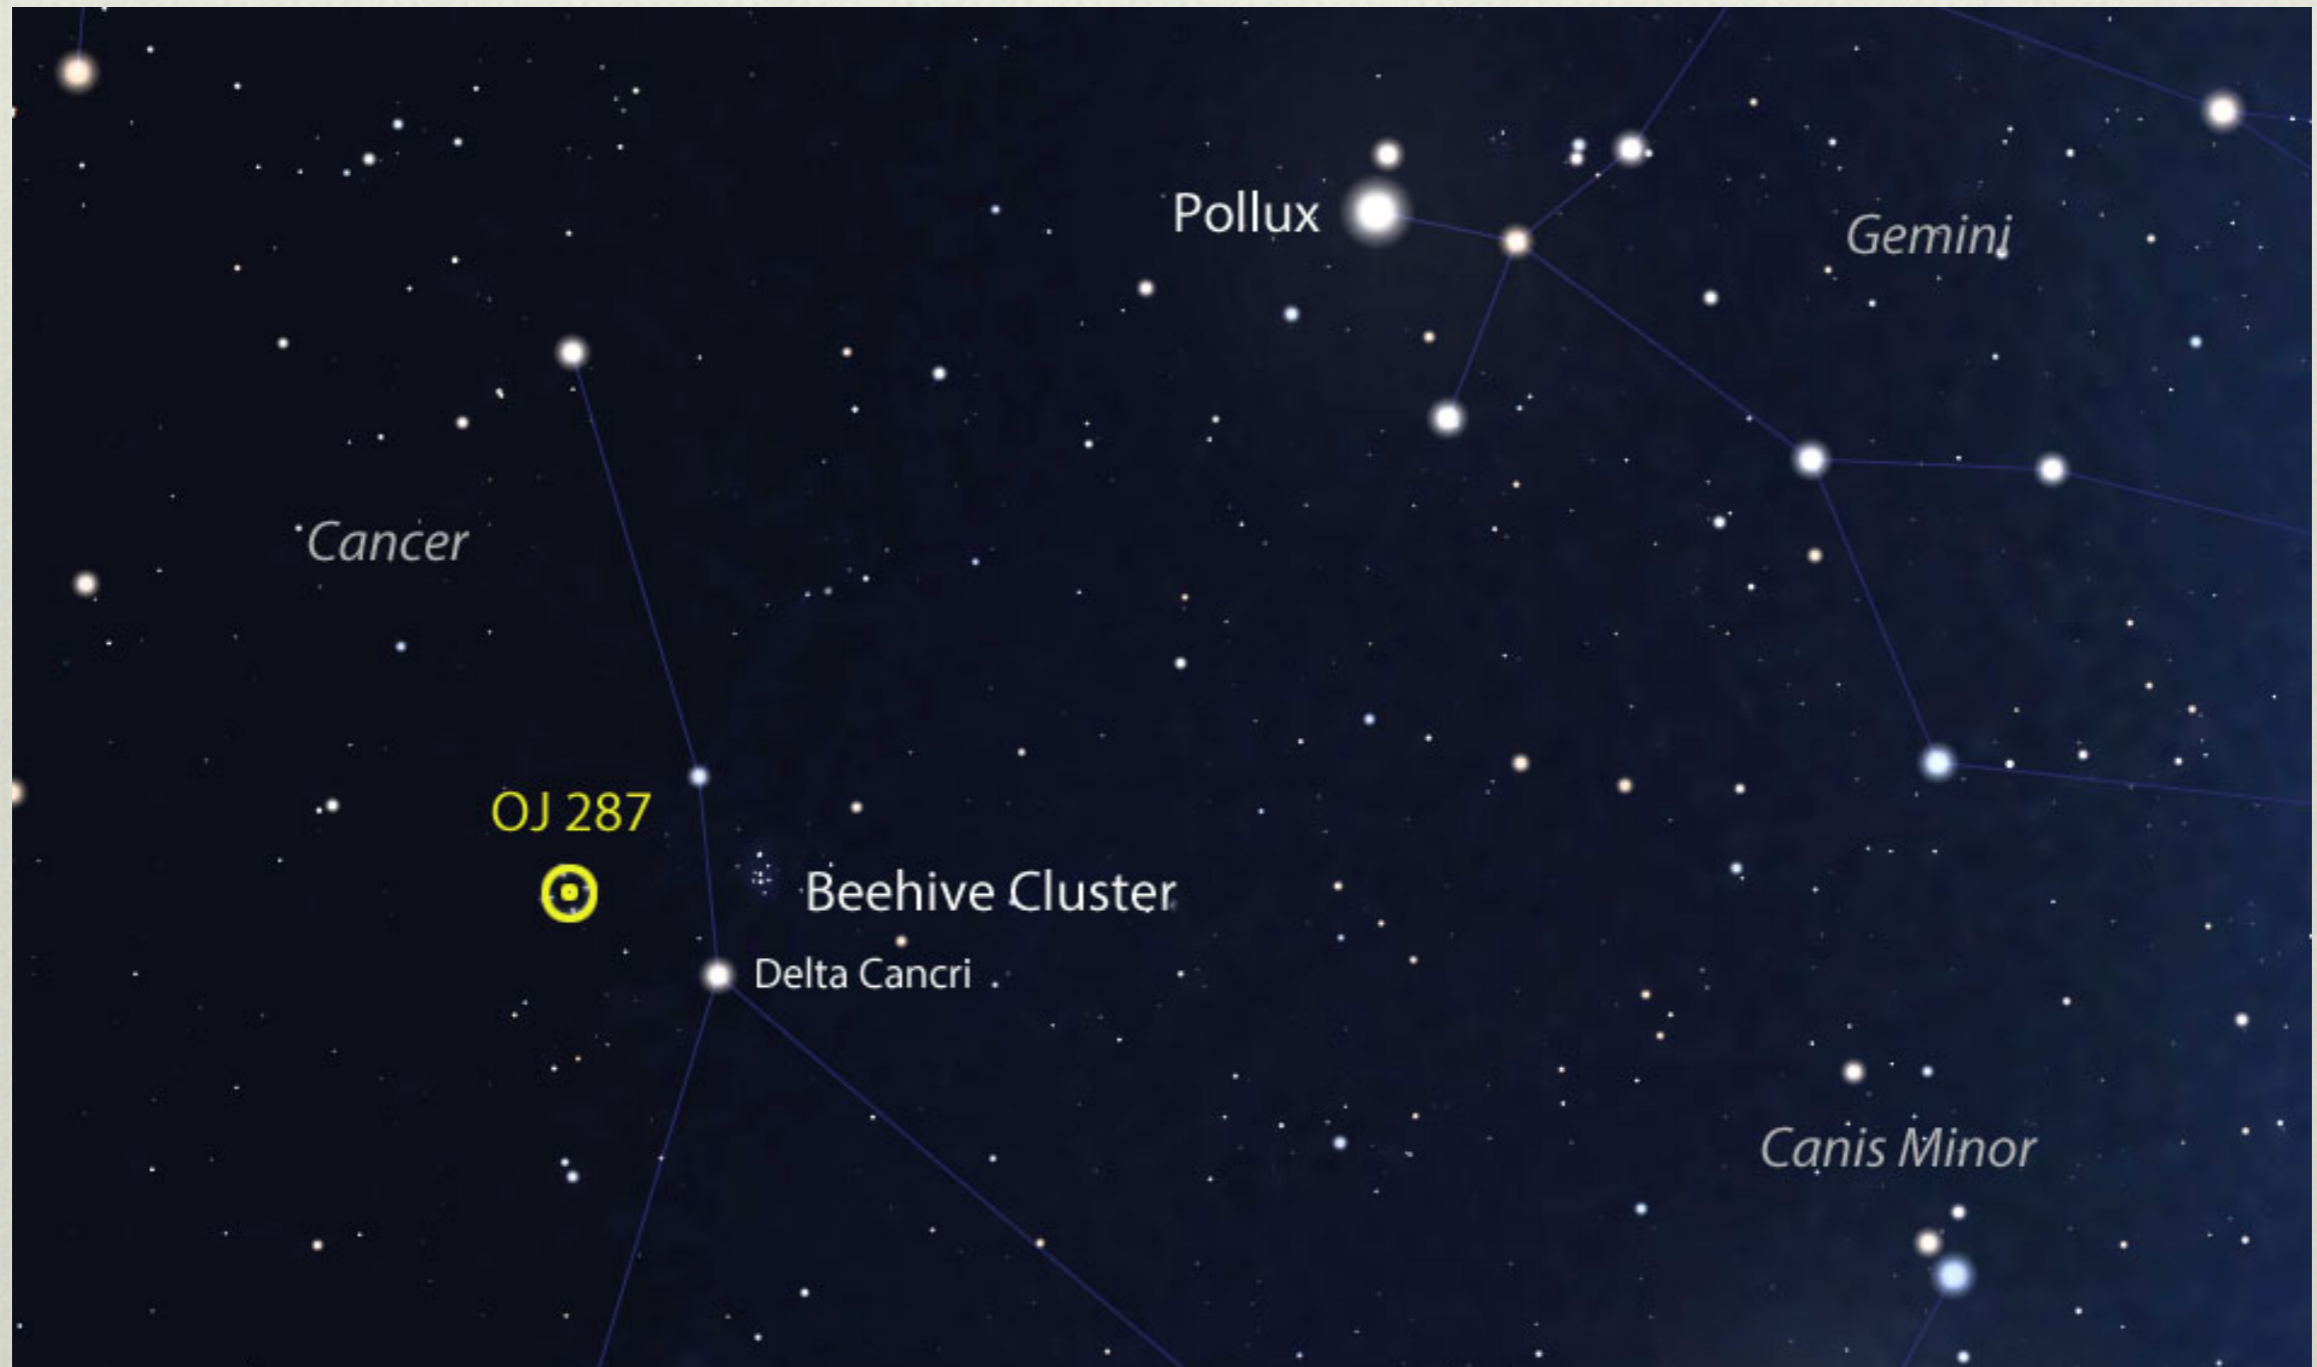 Pollux
Gemini
Cancer
OJ 287
Beehive Cluster
Delta Cancri
Canis Minor